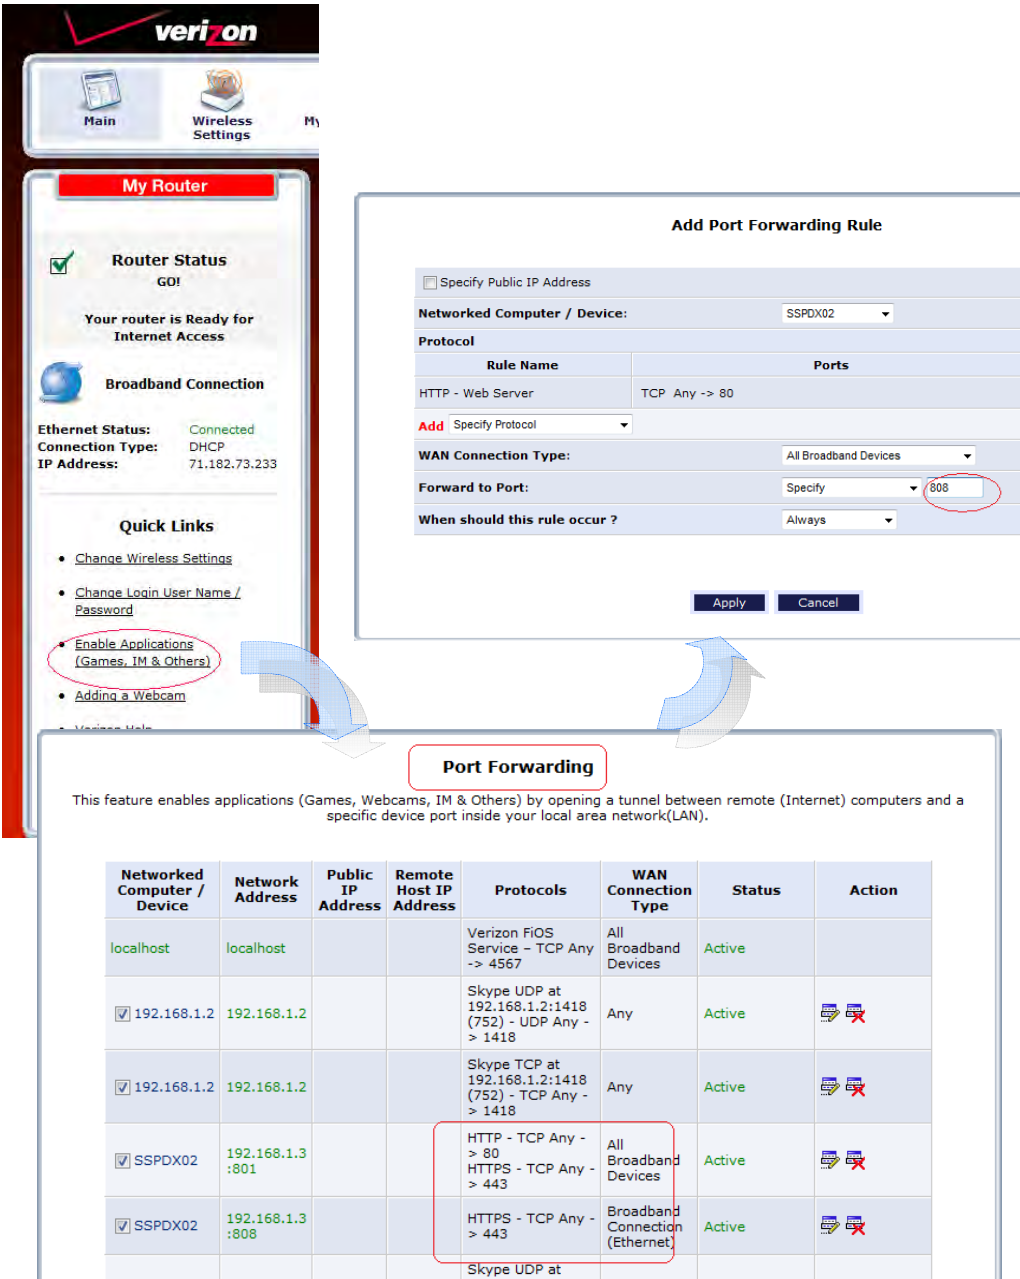 verizon
Main
Wireless
Settings
My
My Router
Router Status
GO!
Your router is Ready for
Internet Access
Broadband Connection
Ethernet Status: Connected
Connection Type: DHCP
IP Address: 71.182.73.233
Quick Links
• Change Wireless Settings
• Change Login User Name /
Password
• Enable Applications
(Games, IM & Others)
• Adding a Webcam
• Verizon Help
Add Port Forwarding Rule
Specify Public IP Address
Networked Computer / Device: SSPDX02
Protocol
Rule Name Ports
HTTP - Web Server TCP Any -> 80
Add Specify Protocol
WAN Connection Type: All Broadband Devices
Forward to Port: Specify 808
When should this rule occur ? Always
Apply Cancel
Port Forwarding
This feature enables applications (Games, Webcams, IM & Others) by opening a tunnel between remote (Internet) computers and a
specific device port inside your local area network(LAN).
Networked
Computer /
Device
Network
Address
Public
IP
Address
Remote
Host IP
Address
Protocols
WAN
Connection
Type
Status
Action
localhost
localhost
Verizon FiOS
Service – TCP Any
-> 4567
All
Broadband
Devices
Active
192.168.1.2
192.168.1.2
Skype UDP at
192.168.1.2:1418
(752) - UDP Any -
> 1418
Any
Active
192.168.1.2
192.168.1.2
Skype TCP at
192.168.1.2:1418
(752) - TCP Any -
> 1418
Any
Active
SSPDX02
192.168.1.3
:801
HTTP - TCP Any -
> 80
HTTPS - TCP Any -
> 443
All
Broadband
Devices
Active
SSPDX02
192.168.1.3
:808
HTTPS - TCP Any -
> 443
Broadband
Connection
(Ethernet)
Active
Skype UDP at